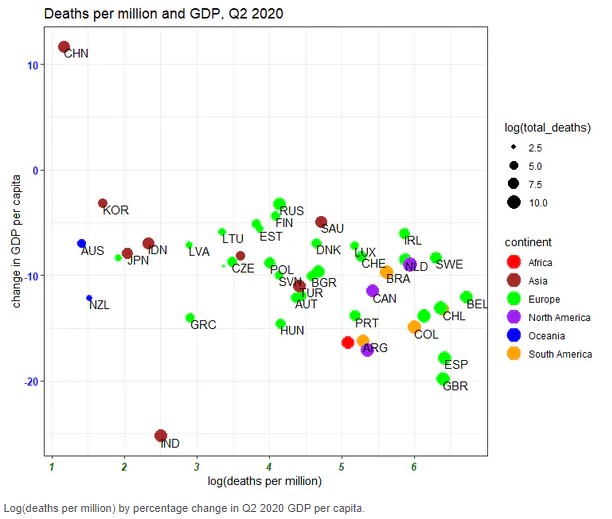 Deaths per million and GDP, Q2 2020
change in GDP per capita
10
0
-10
-20
CHN
KOR
RUS
FIN
SAU
AUS
IDN
JPN
LVA
LTU
EST
DNK
LUX
IRL
CZE
POL
SVN
BGR
CHE
NLD
SWE
BRA
TUR
AUT
CAN
NZL
BEL
GRC
HUN
PRT
CHL
COL
ARG
ESP
GBR
IND
1 2 3 4 5 6
log(deaths per million)
log(total_deaths)
2.5
5.0
7.5
10.0
continent
Africa
Asia
Europe
North America
Oceania
South America
Log(deaths per million) by percentage change in Q2 2020 GDP per capita.